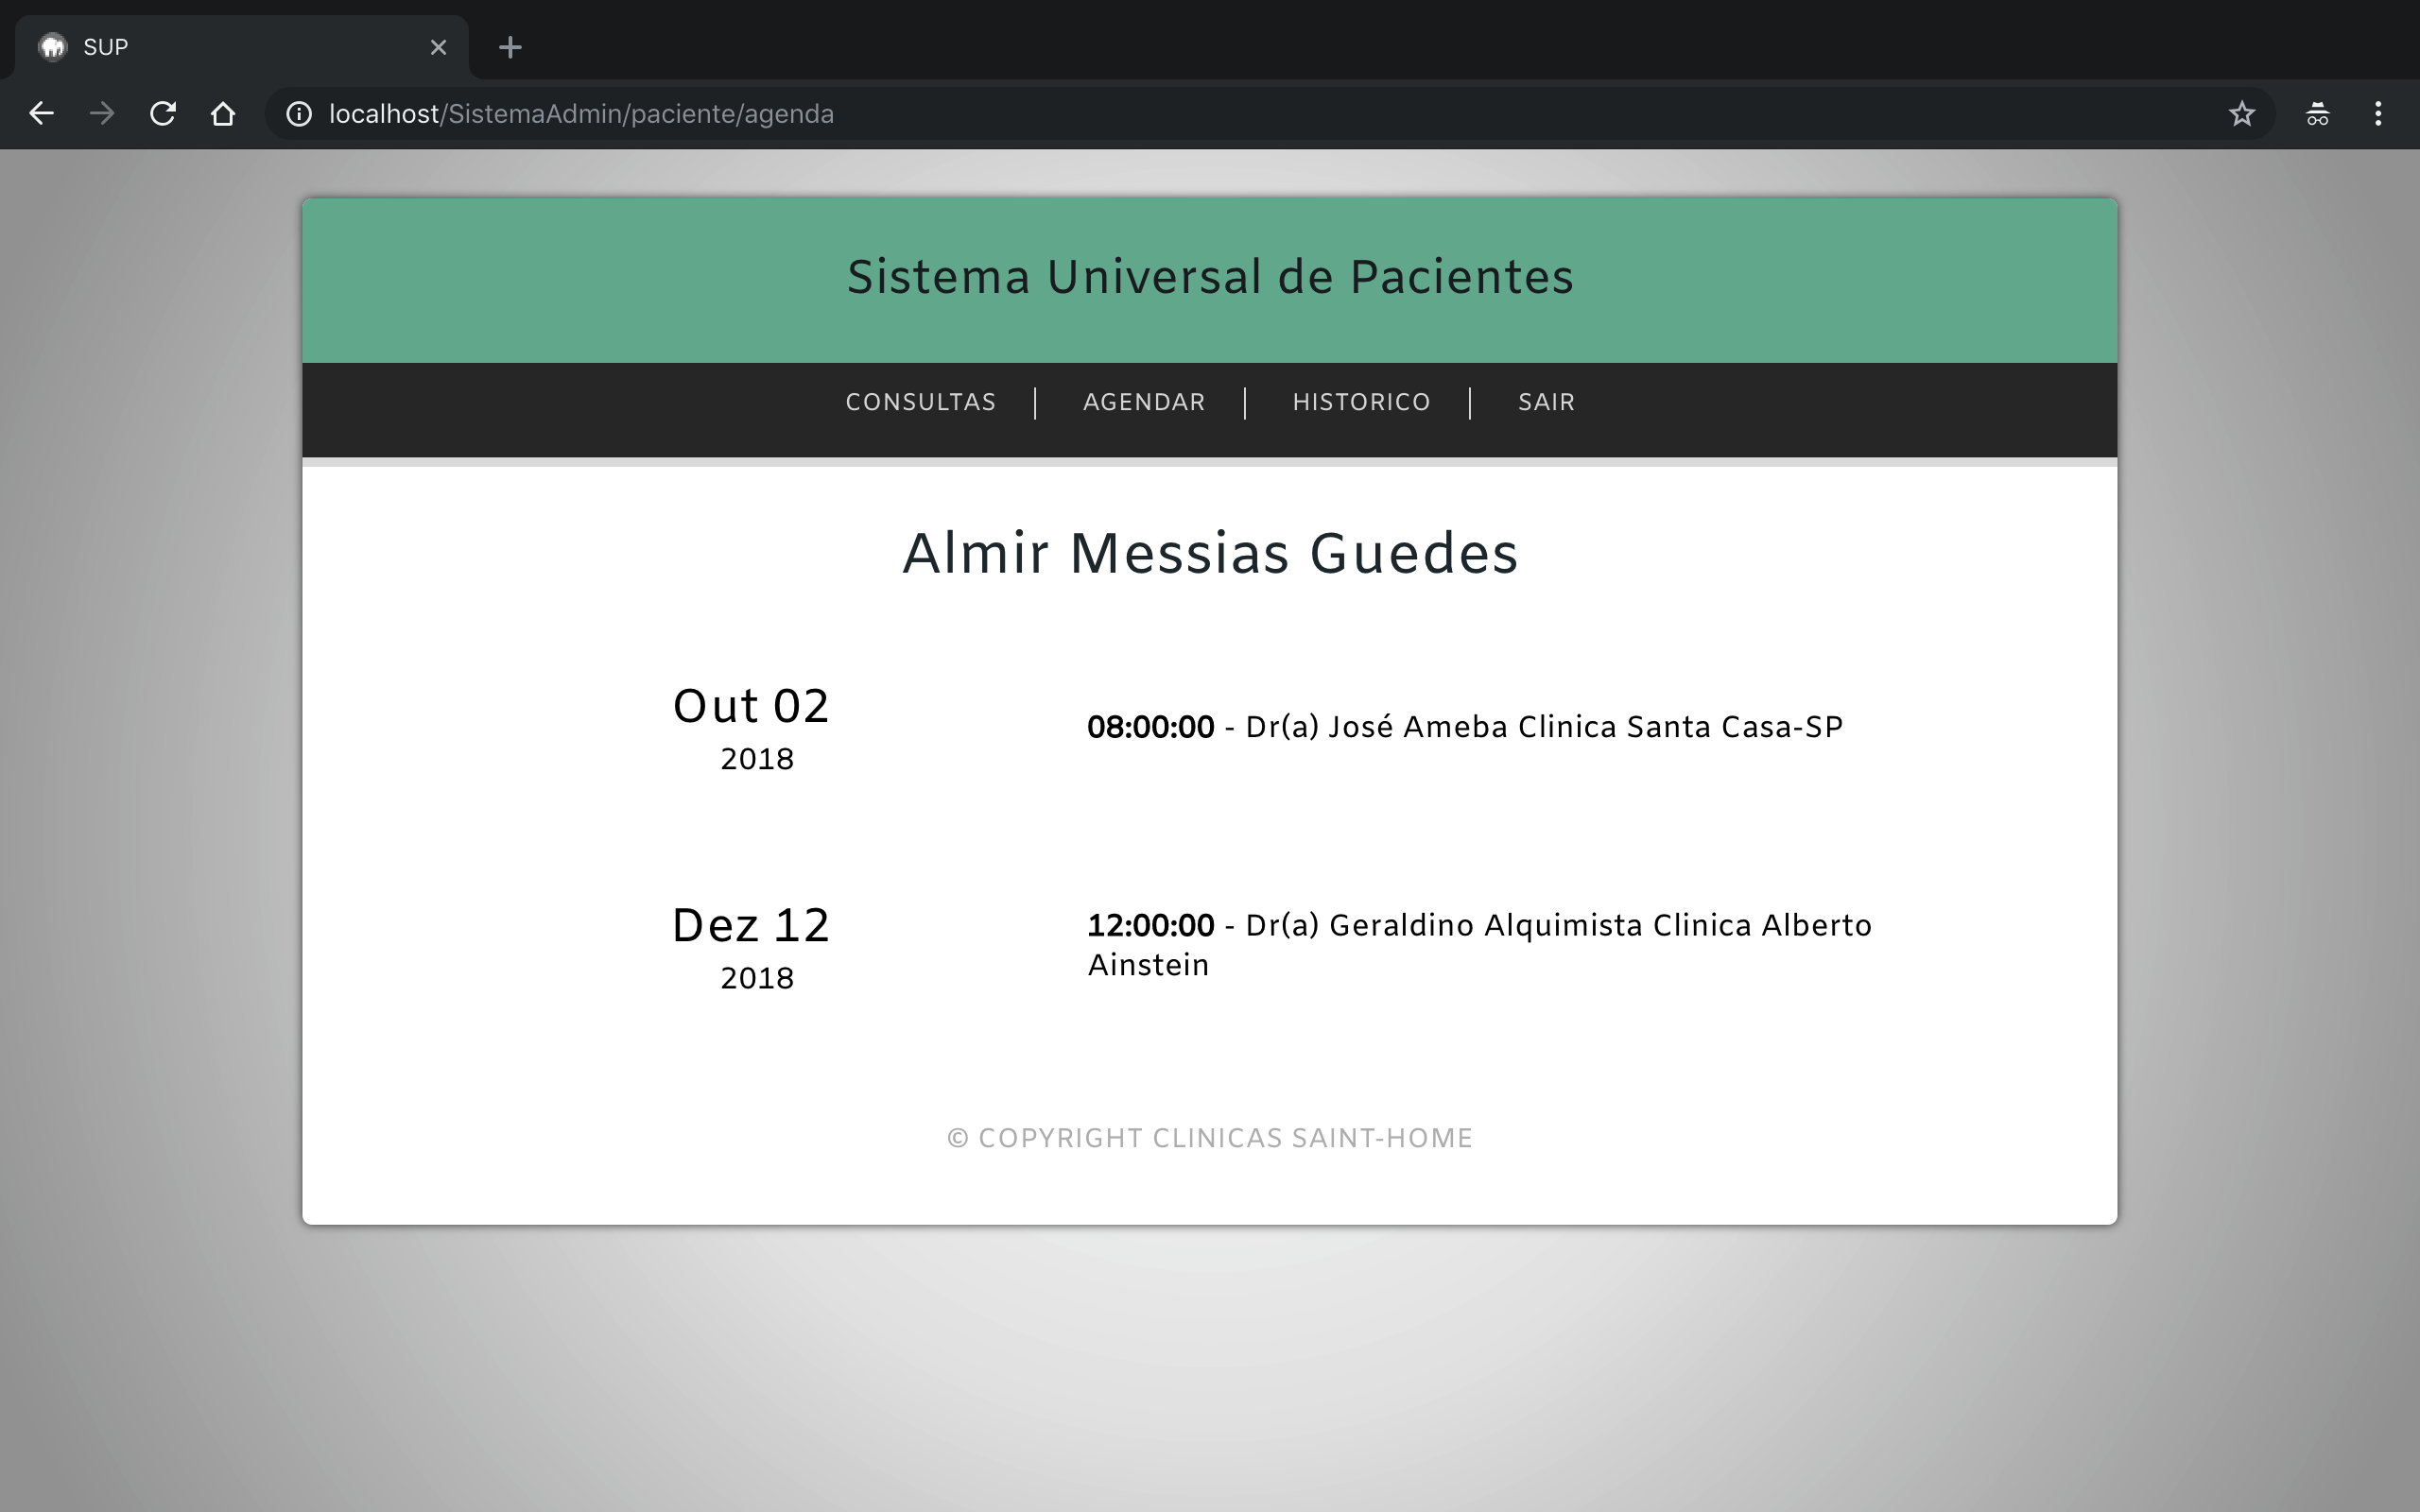 SUP
localhost/SistemaAdmin/paciente/agenda
Sistema Universal de Pacientes
CONSULTAS | AGENDAR | HISTORICO | SAIR
Almir Messias Guedes
Out 02
2018
08:00:00 - Dr(a) José Ameba Clinica Santa Casa-SP
Dez 12
2018
12:00:00 - Dr(a) Geraldino Alquimista Clinica Alberto
Ainstein
© COPYRIGHT CLINICAS SAINT-HOME